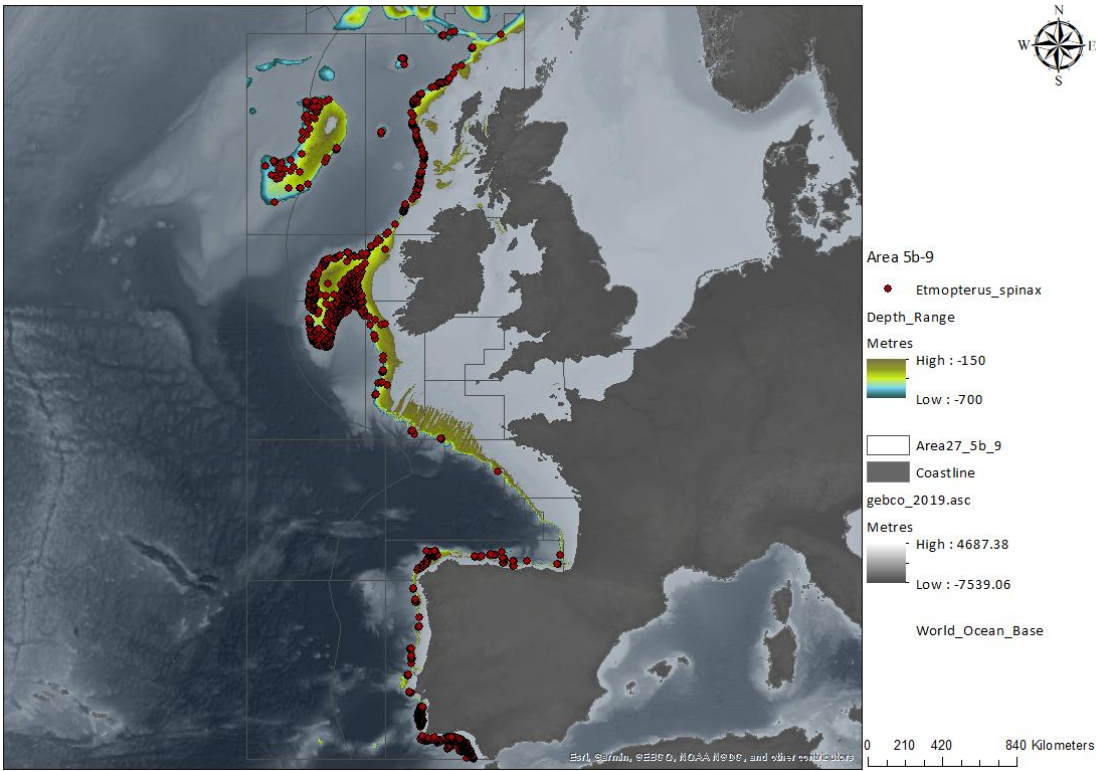 N
W E
S
Area 5b-9
Etmopterus_spinax
Depth_Range
Metres
High : -150
Low : -700
Area27_5b_9
Coastline
gebco_2019.asc
Metres
High : 4687.38
Low : -7539.06
World_Ocean_Base
Esri, Garmin, GEBCO, NOAA NGDC, and other contributors
0 210 420 840 Kilometers